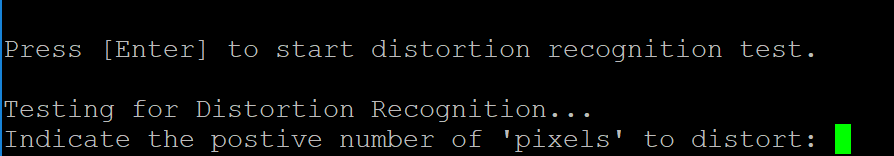 Press [Enter] to start distortion recognition test.
Testing for Distortion Recognition...
Indicate the postive number of 'pixels' to distort: